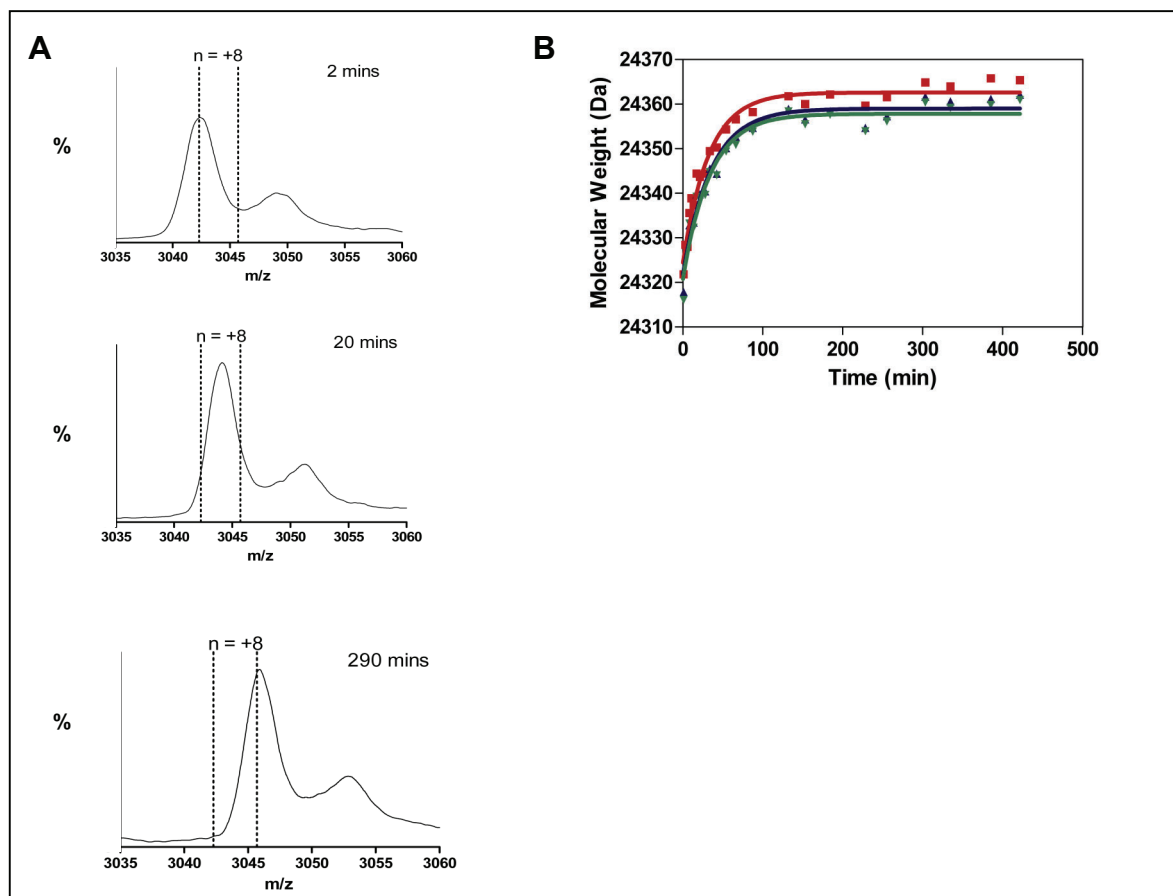 A
n = +8
2 mins
%
3035 3040 3045 3050 3055 3060
m/z
n = +8
20 mins
%
3035 3040 3045 3050 3055 3060
m/z
n = +8
290 mins
%
3035 3040 3045 3050 3055 3060
m/z
B
24370
24360
24350
24340
24330
24320
24310
Molecular Weight (Da)
0 100 200 300 400 500
Time (min)